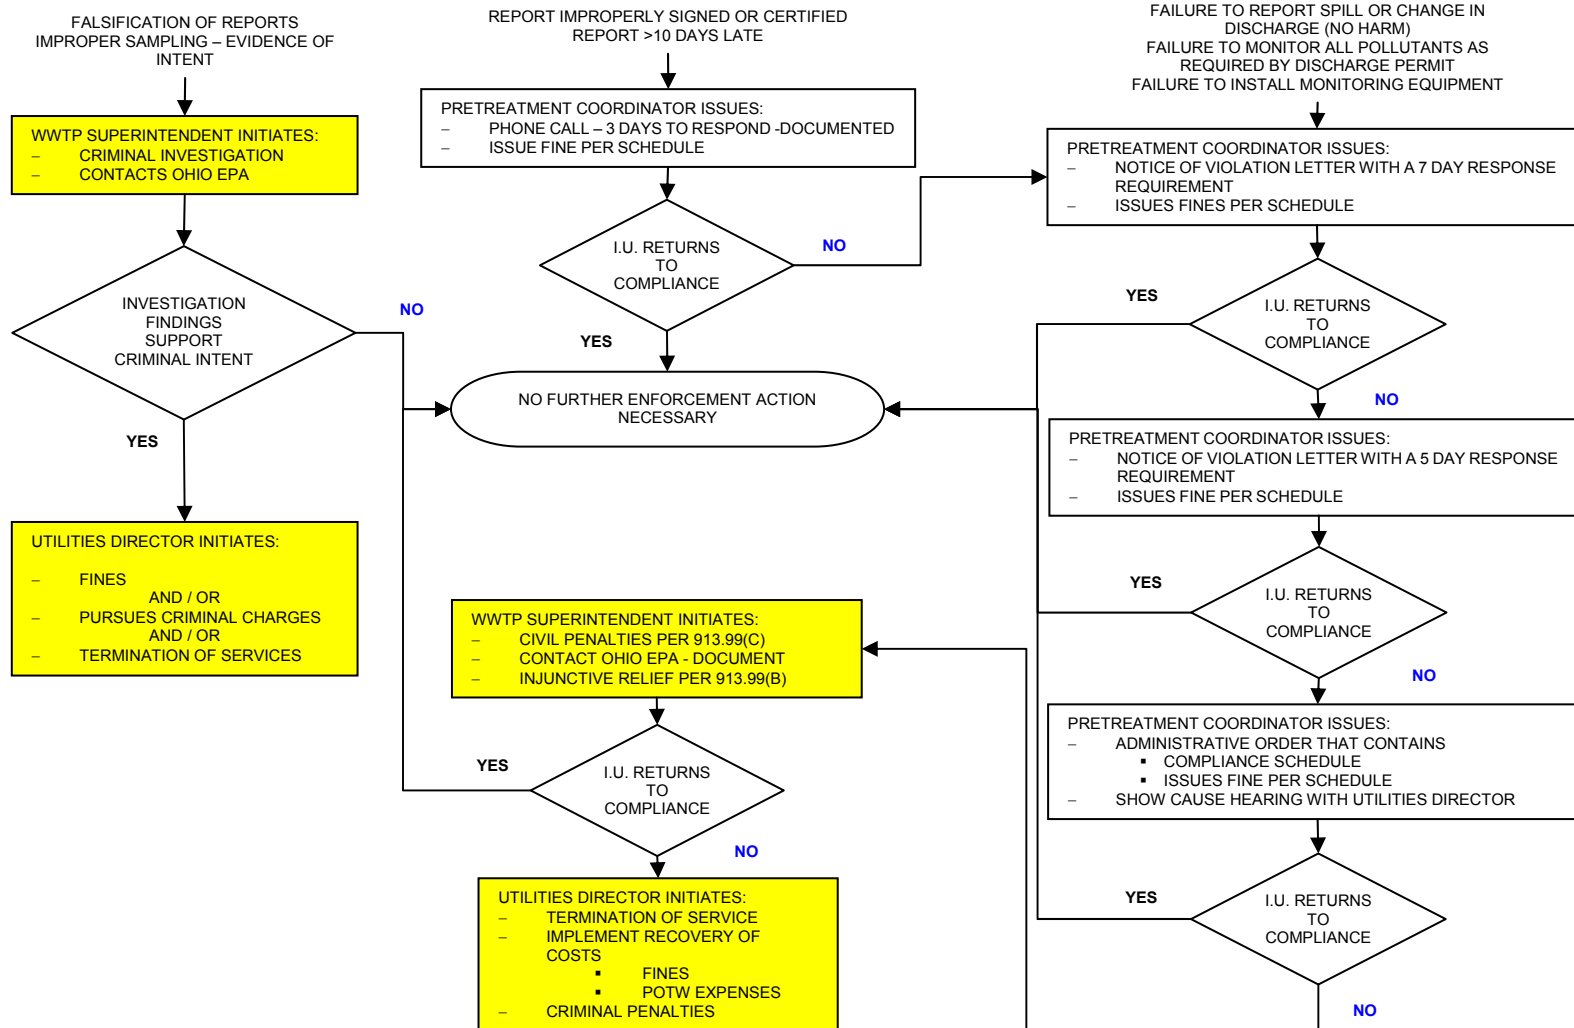 FALSIFICATION OF REPORTS
IMPROPER SAMPLING – EVIDENCE OF
INTENT
WWTP SUPERINTENDENT INITIATES:
– CRIMINAL INVESTIGATION
– CONTACTS OHIO EPA
INVESTIGATION
FINDINGS
SUPPORT
CRIMINAL INTENT
NO
YES
UTILITIES DIRECTOR INITIATES:
– FINES
AND / OR
– PURSUES CRIMINAL CHARGES
AND / OR
– TERMINATION OF SERVICES
REPORT IMPROPERLY SIGNED OR CERTIFIED
REPORT >10 DAYS LATE
PRETREATMENT COORDINATOR ISSUES:
– PHONE CALL – 3 DAYS TO RESPOND -DOCUMENTED
– ISSUE FINE PER SCHEDULE
I.U. RETURNS
TO
COMPLIANCE
NO
YES
NO FURTHER ENFORCEMENT ACTION
NECESSARY
WWTP SUPERINTENDENT INITIATES:
– CIVIL PENALTIES PER 913.99(C)
– CONTACT OHIO EPA - DOCUMENT
– INJUNCTIVE RELIEF PER 913.99(B)
YES
I.U. RETURNS
TO
COMPLIANCE
NO
UTILITIES DIRECTOR INITIATES:
– TERMINATION OF SERVICE
– IMPLEMENT RECOVERY OF
COSTS
▪ FINES
▪ POTW EXPENSES
– CRIMINAL PENALTIES
FAILURE TO REPORT SPILL OR CHANGE IN
DISCHARGE (NO HARM)
FAILURE TO MONITOR ALL POLLUTANTS AS
REQUIRED BY DISCHARGE PERMIT
FAILURE TO INSTALL MONITORING EQUIPMENT
PRETREATMENT COORDINATOR ISSUES:
– NOTICE OF VIOLATION LETTER WITH A 7 DAY RESPONSE
REQUIREMENT
– ISSUES FINES PER SCHEDULE
YES
I.U. RETURNS
TO
COMPLIANCE
NO
PRETREATMENT COORDINATOR ISSUES:
– NOTICE OF VIOLATION LETTER WITH A 5 DAY RESPONSE
REQUIREMENT
– ISSUES FINE PER SCHEDULE
YES
I.U. RETURNS
TO
COMPLIANCE
NO
PRETREATMENT COORDINATOR ISSUES:
– ADMINISTRATIVE ORDER THAT CONTAINS
▪ COMPLIANCE SCHEDULE
▪ ISSUES FINE PER SCHEDULE
– SHOW CAUSE HEARING WITH UTILITIES DIRECTOR
YES
I.U. RETURNS
TO
COMPLIANCE
NO